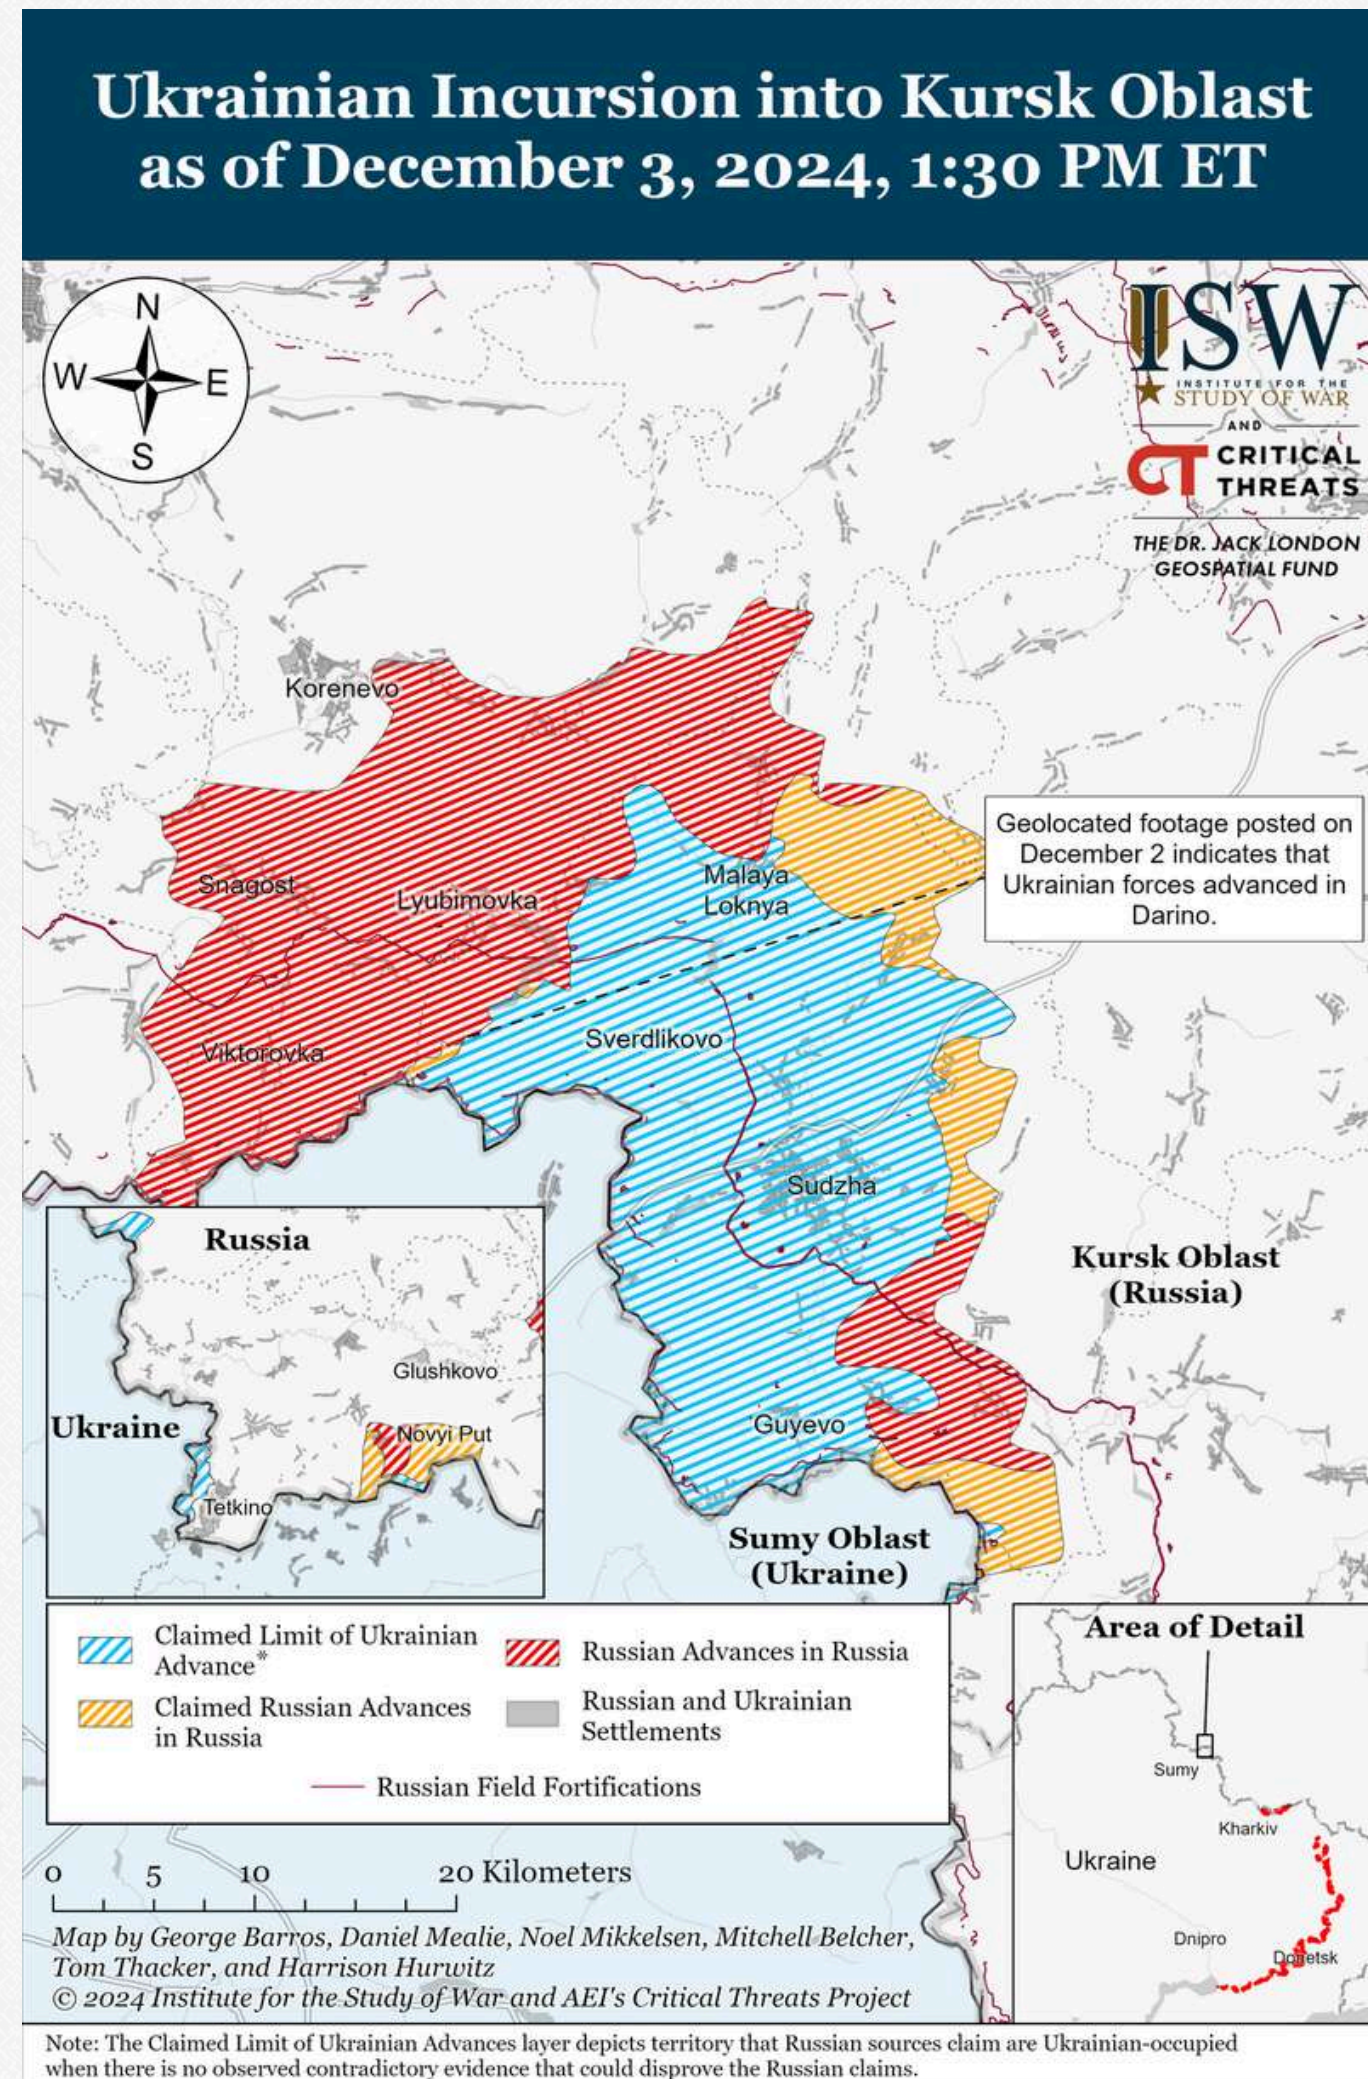 Ukrainian Incursion into Kursk Oblast
as of December 3, 2024, 1:30 PM ET
N
W
E
S
ISW
INSTITUTE FOR THE
STUDY OF WAR
AND
CT
CRITICAL
THREATS
THE DR. JACK LONDON
GEOSPATIAL FUND
Korenevo
Geolocated footage posted on
December 2 indicates that
Ukrainian forces advanced in
Darino.
Snagost
Lyubimovka
Malaya
Loknya
Viktorovka
Sverdlikovo
Sudzha
Kursk Oblast
(Russia)
Guyevo
Sumy Oblast
(Ukraine)
Russia
Glushkovo
Ukraine
Novyi Put
Tetkino
Claimed Limit of Ukrainian
Advance*
Russian Advances in Russia
Claimed Russian Advances
in Russia
Russian and Ukrainian
Settlements
Russian Field Fortifications
Area of Detail
Sumy
Kharkiv
Ukraine
Dnipro
Donetsk
0 5 10 20 Kilometers
Map by George Barros, Daniel Mealie, Noel Mikkelsen, Mitchell Belcher,
Tom Thacker, and Harrison Hurwitz
© 2024 Institute for the Study of War and AEI's Critical Threats Project
Note: The Claimed Limit of Ukrainian Advances layer depicts territory that Russian sources claim are Ukrainian-occupied
when there is no observed contradictory evidence that could disprove the Russian claims.